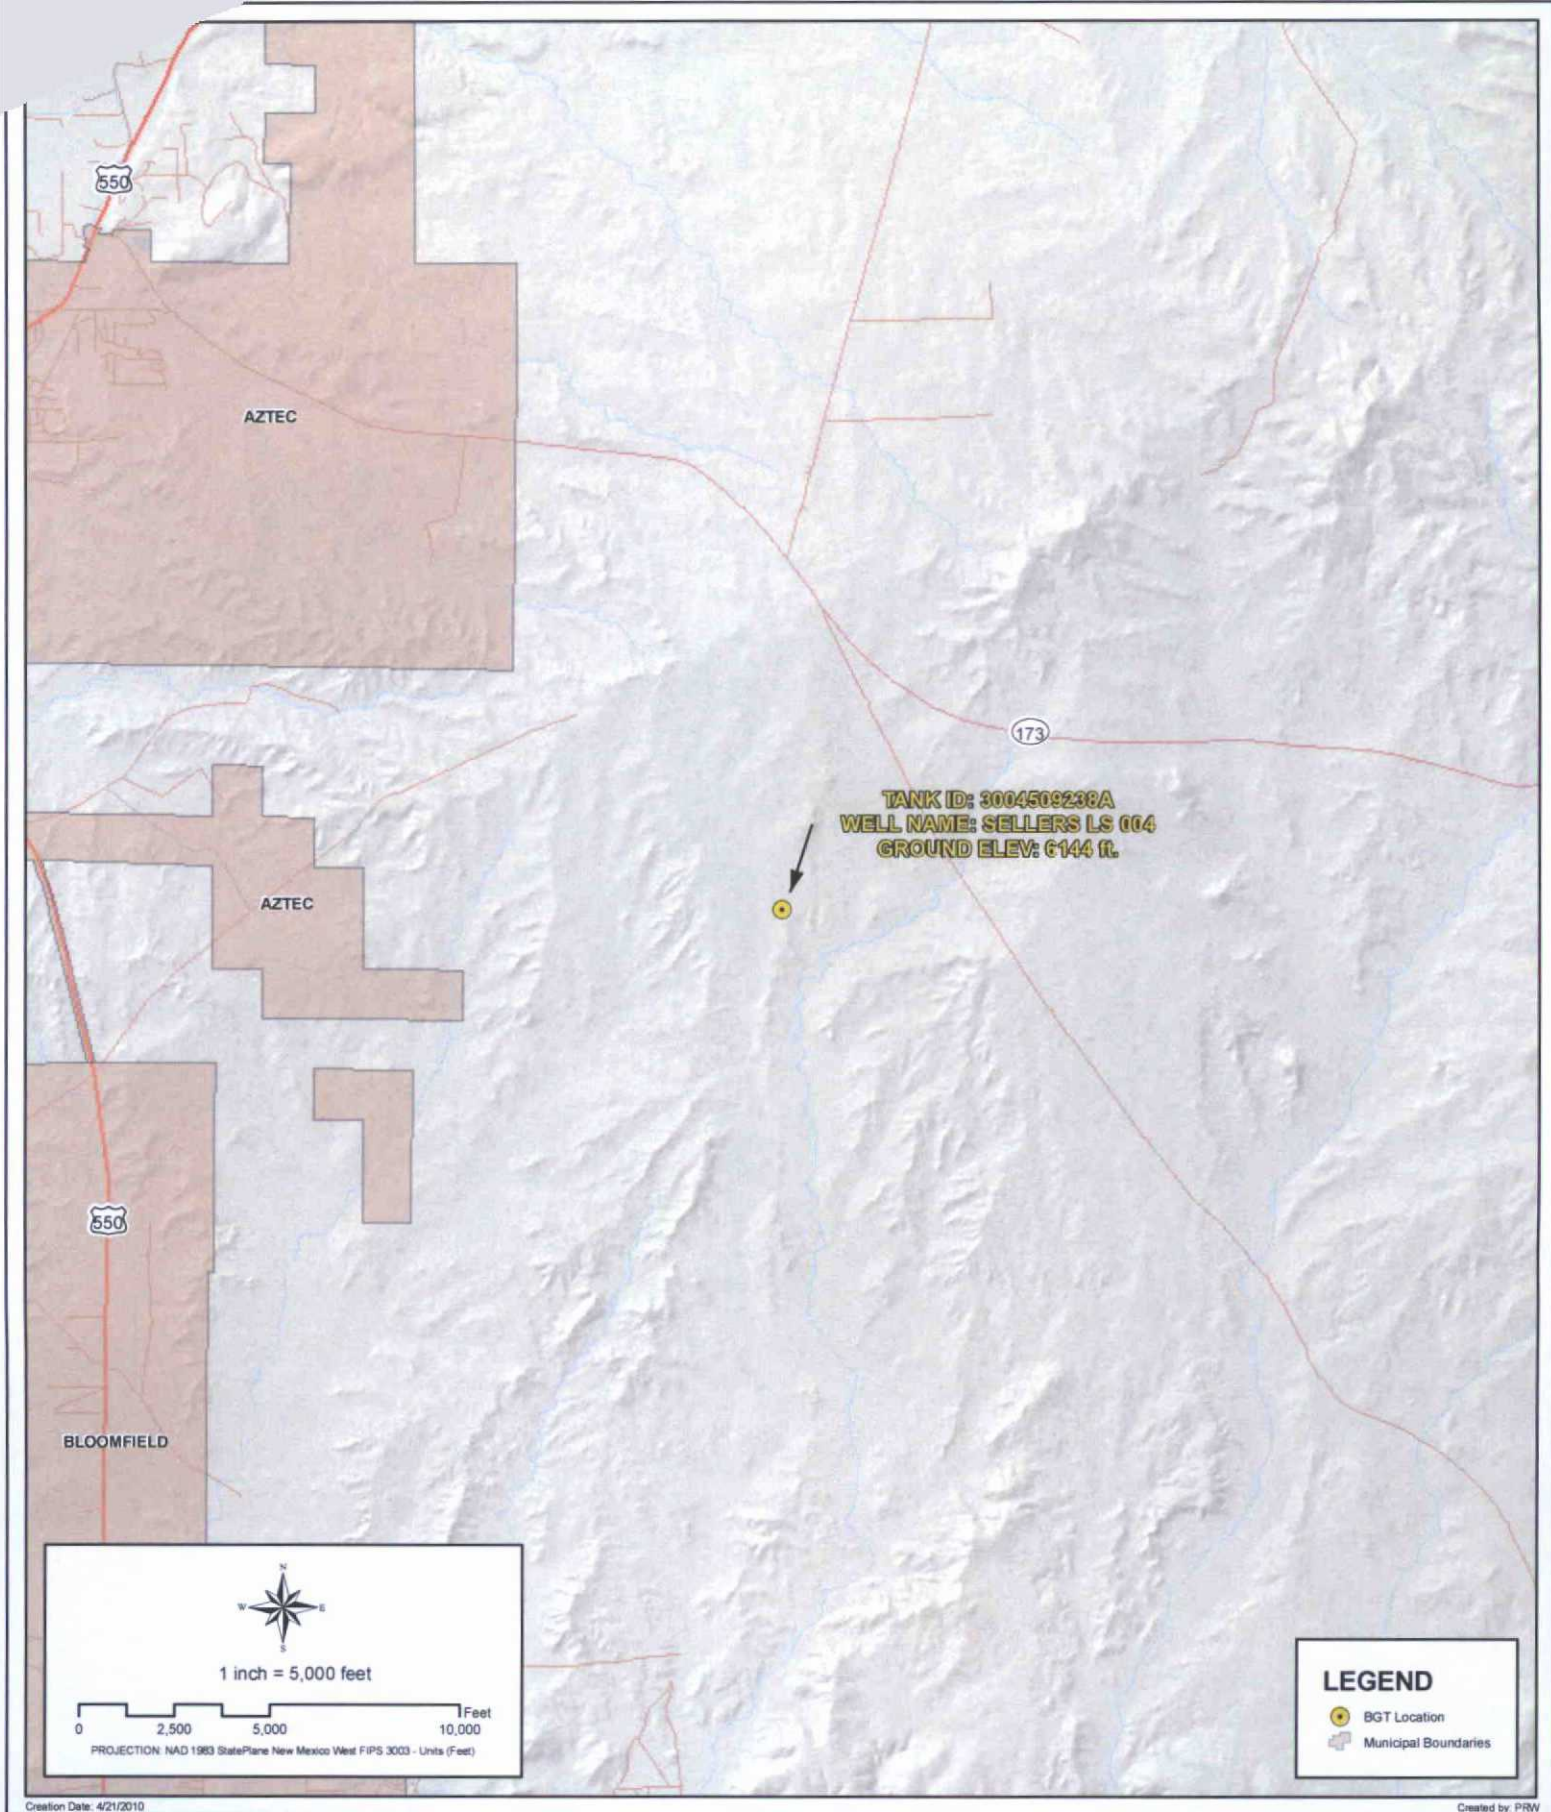 550
AZTEC
173
TANK ID: 3004509238A
WELL NAME: SELLERS LS 004
GROUND ELEV: 6144 ft.
AZTEC
550
BLOOMFIELD
N
W E
S
1 inch = 5,000 feet
Feet
0 2,500 5,000 10,000
PROJECTION: NAD 1983 StatePlane New Mexico West FIPS 3003 - Units (Feet)
LEGEND
BGT Location
Municipal Boundaries
Creation Date: 4/21/2010
Created by: PRW